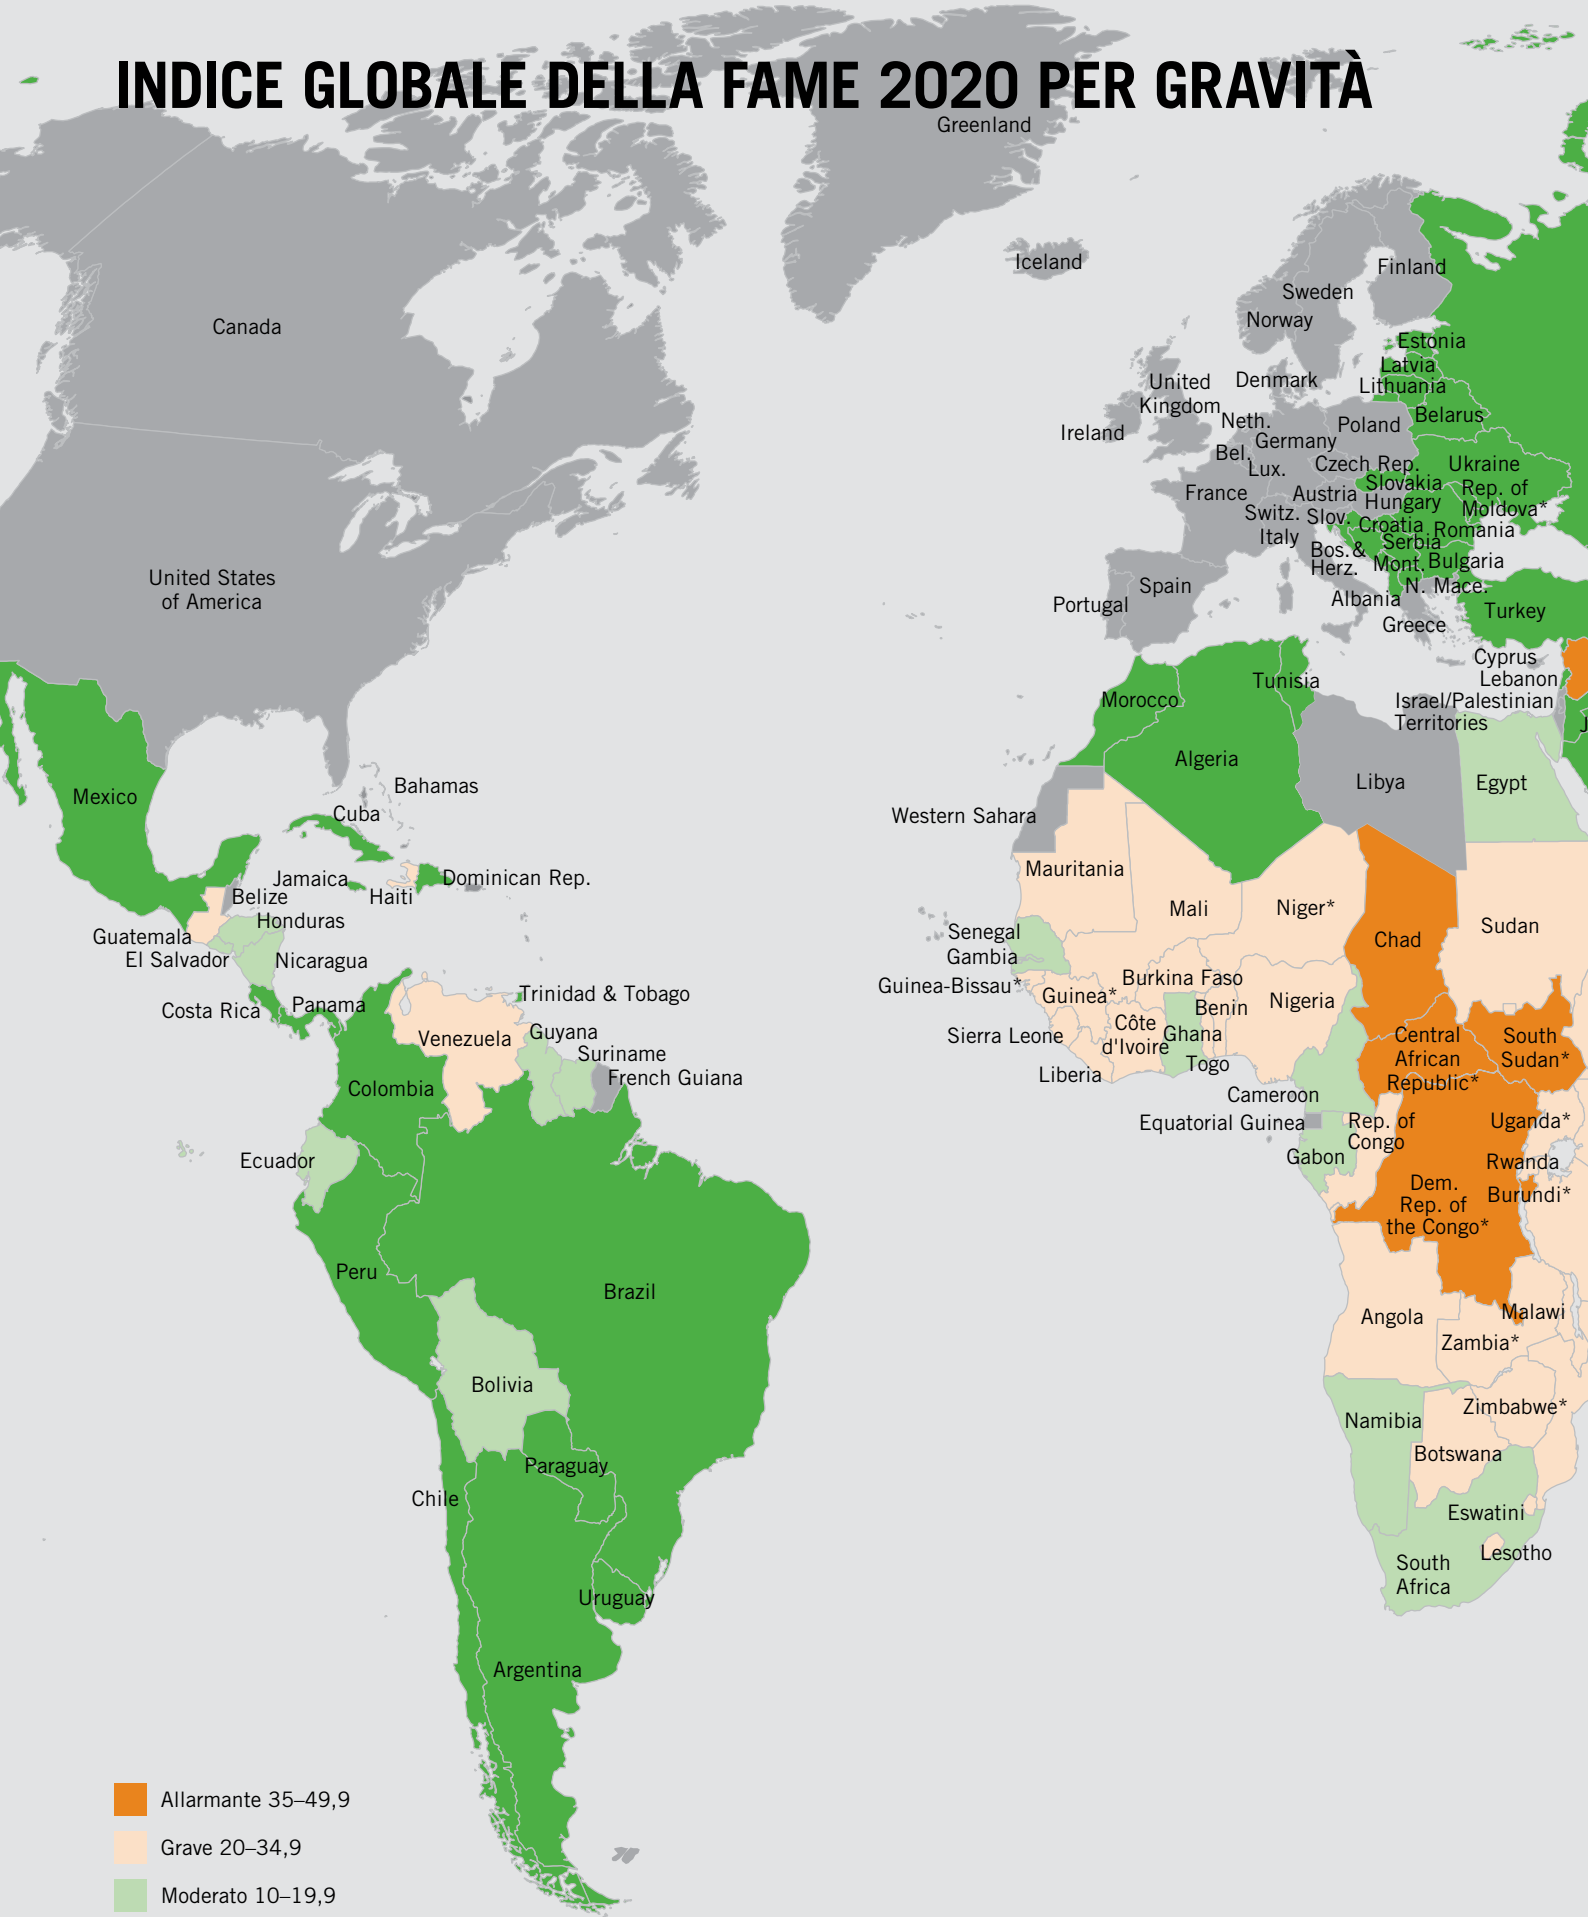 INDICE GLOBALE DELLA FAME 2020 PER GRAVITÀ
Greenland
Iceland
Finland
Sweden
Norway
Canada
Estonia
Latvia
Lithuania
United
Kingdom
Denmark
Belarus
Neth.
Poland
Ireland
Germany
Bel.
Lux.
Czech Rep.
Ukraine
Slovakia
France
Austria
Hungary
Rep. of
Moldova*
Switz.
Slov.
Croatia
Romania
Italy
Serbia
Bos.&
Herz.
Mont.
Bulgaria
N. Mace.
United States
of America
Spain
Portugal
Albania
Turkey
Greece
Cyprus
Lebanon
Israel/Palestinian
Territories
J
Tunisia
Morocco
Algeria
Libya
Egypt
Mexico
Bahamas
Cuba
Western Sahara
Jamaica
Haiti
Dominican Rep.
Belize
Honduras
Guatemala
El Salvador
Nicaragua
Mauritania
Mali
Niger*
Chad
Sudan
Senegal
Gambia
Guinea-Bissau*
Guinea*
Burkina Faso
Benin
Nigeria
Costa Rica
Panama
Trinidad & Tobago
Venezuela
Guyana
Suriname
French Guiana
Sierra Leone
Côte
d'Ivoire
Ghana
Togo
Liberia
Central
African
Republic*
South
Sudan*
Colombia
Cameroon
Equatorial Guinea
Rep. of
Congo
Uganda*
Gabon
Rwanda
Ecuador
Dem.
Rep. of
the Congo*
Burundi*
Peru
Brazil
Angola
Malawi
Zambia*
Bolivia
Zimbabwe*
Namibia
Botswana
Paraguay
Chile
Eswatini
Lesotho
South
Africa
Uruguay
Argentina
Allarmante 35–49,9
Grave 20–34,9
Moderato 10–19,9